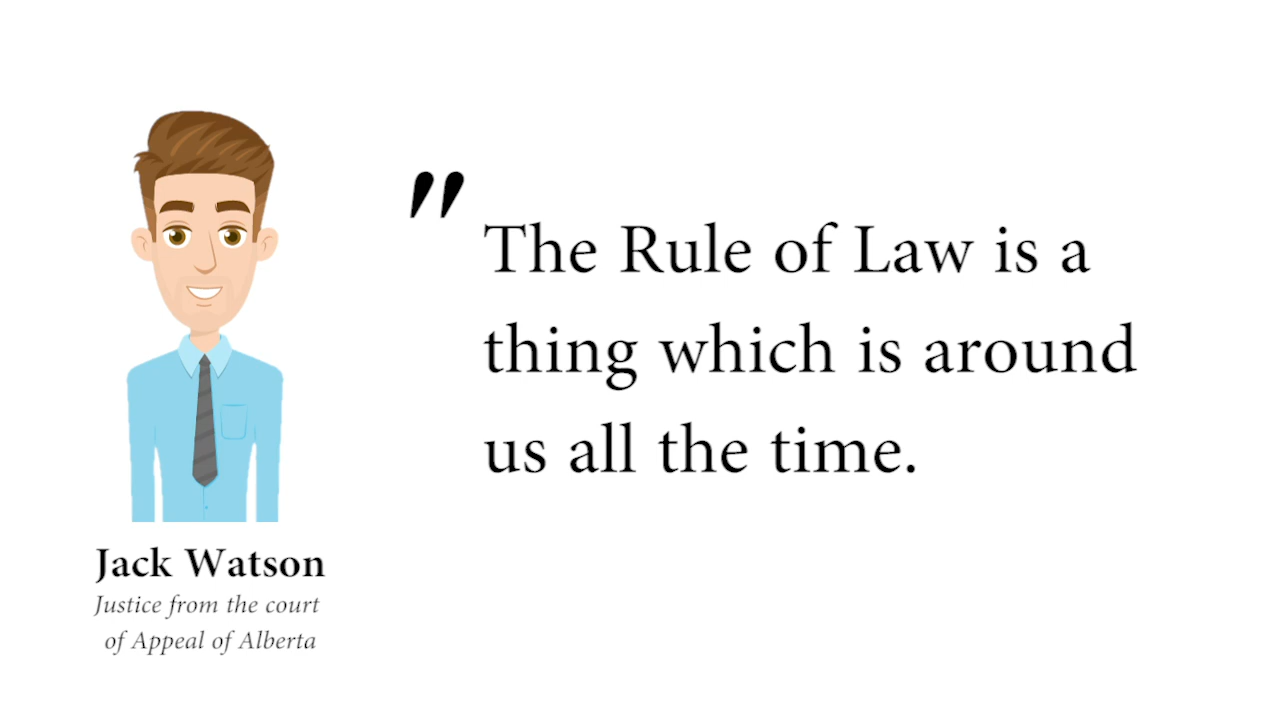 "
The Rule of Law is a
thing which is around
us all the time.
Jack Watson
Justice from the court
of Appeal of Alberta